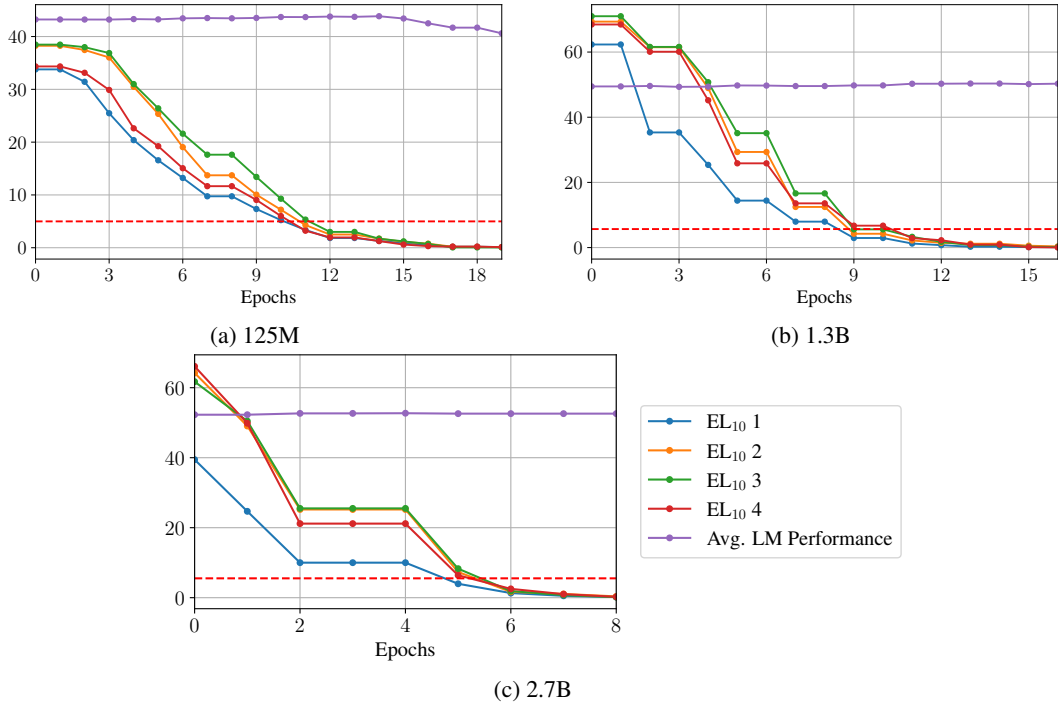 40
30
20
10
0
0 3 6 9 12 15 18
Epochs
(a) 125M
60
40
20
0
0 3 6 9 12 15
Epochs
(b) 1.3B
60
40
20
0
0 2 4 6 8
Epochs
(c) 2.7B
EL₁₀ 1
EL₁₀ 2
EL₁₀ 3
EL₁₀ 4
Avg. LM Performance